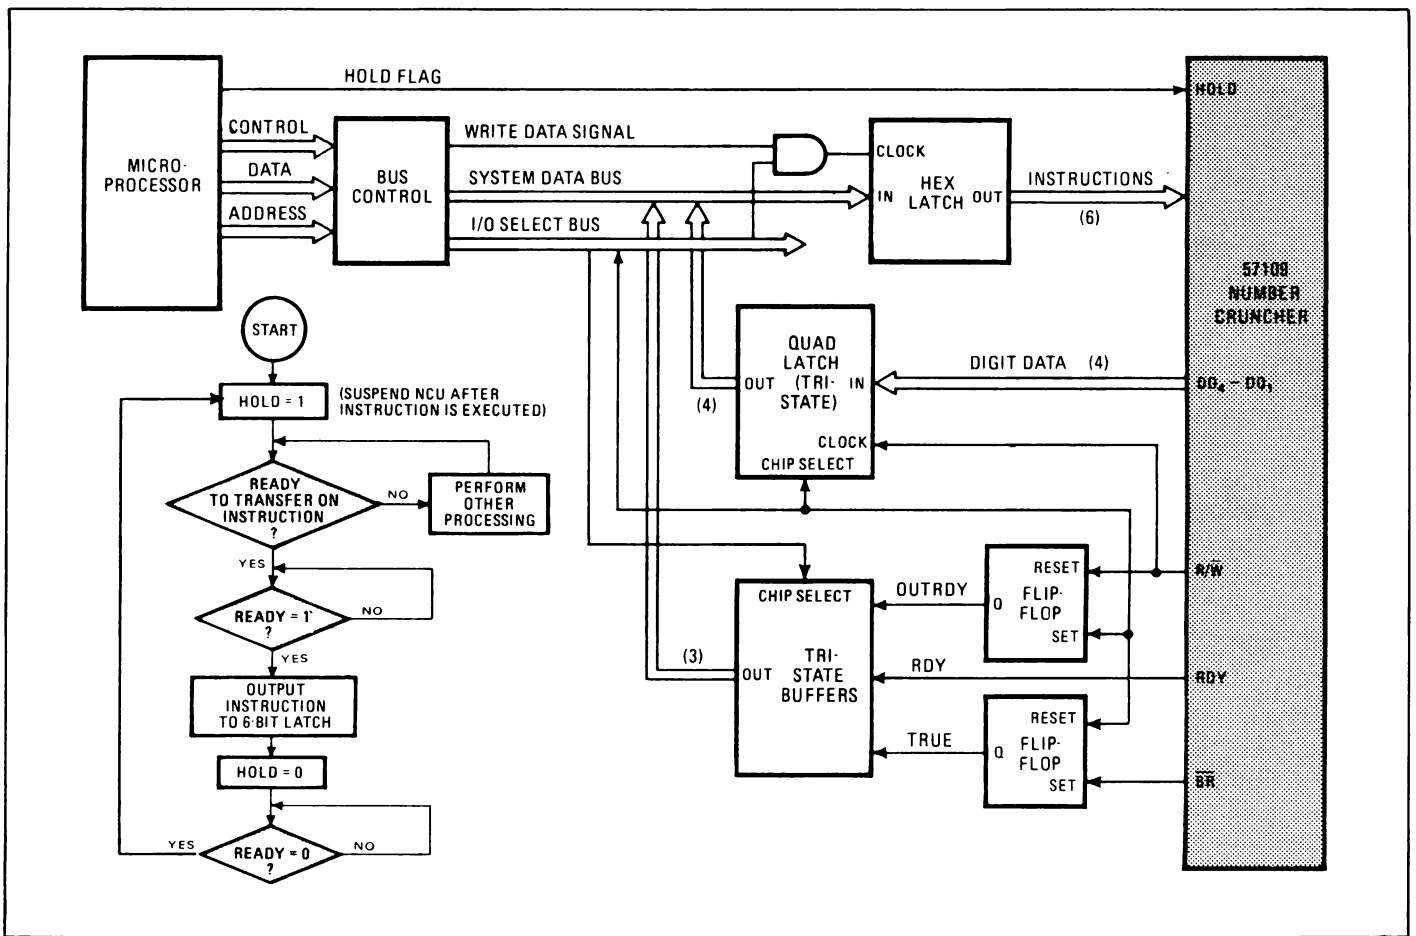 HOLD FLAG
HOLD
MICRO-
PROCESSOR
CONTROL
DATA
ADDRESS
BUS
CONTROL
WRITE DATA SIGNAL
SYSTEM DATA BUS
I/O SELECT BUS
CLOCK
IN
HEX
LATCH
OUT
INSTRUCTIONS
(6)
57109
NUMBER
CRUNCHER
START
HOLD = 1
(SUSPEND NCU AFTER
INSTRUCTION IS EXECUTED)
READY
TO TRANSFER ON
INSTRUCTION
?
NO
PERFORM
OTHER
PROCESSING
YES
READY = 1
?
NO
YES
OUTPUT
INSTRUCTION
TO 6-BIT LATCH
HOLD = 0
READY = 0
?
NO
YES
QUAD
LATCH
(TRI-
STATE)
OUT
IN
(4)
CLOCK
CHIP SELECT
DIGIT DATA (4)
DO4 – DO1
CHIP SELECT
OUT
(3)
TRI-
STATE
BUFFERS
OUTRDY
RDY
TRUE
RESET
Q
FLIP-
FLOP
SET
R/W̅
RDY
RESET
Q
FLIP-
FLOP
SET
B̅R̅